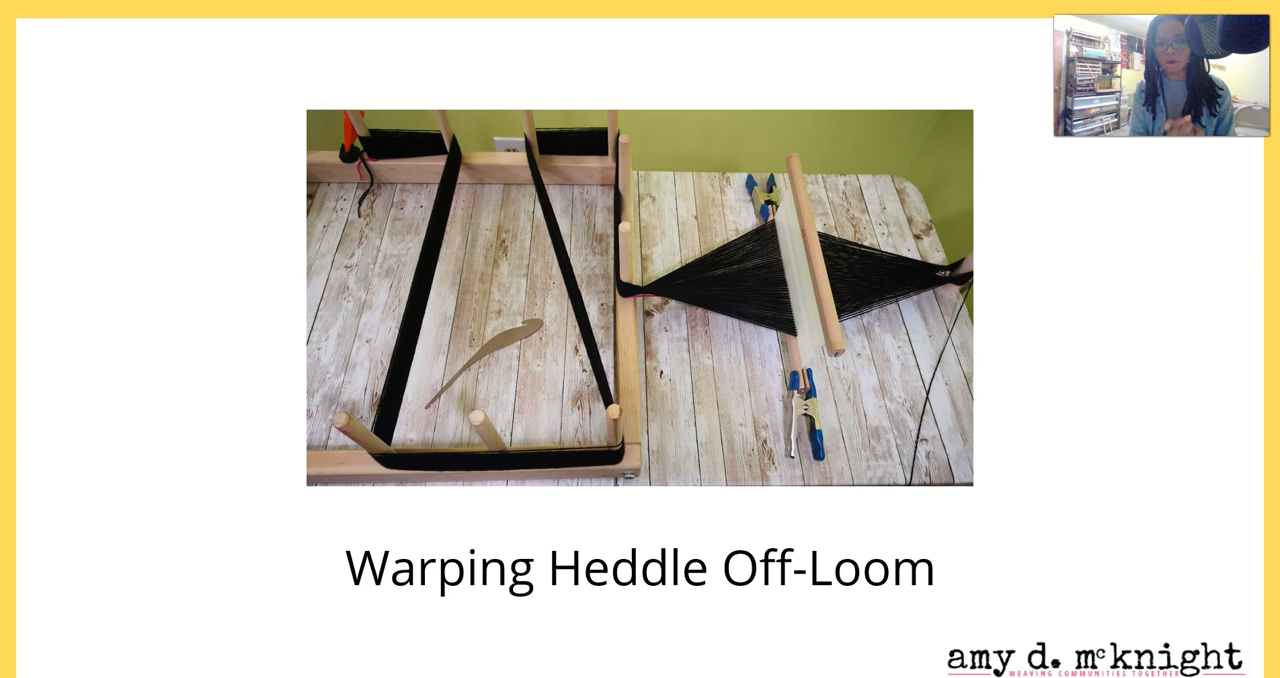 Warping Heddle Off-Loom
amy d. mcknight
WEAVING COMMUNITIES TOGETHER